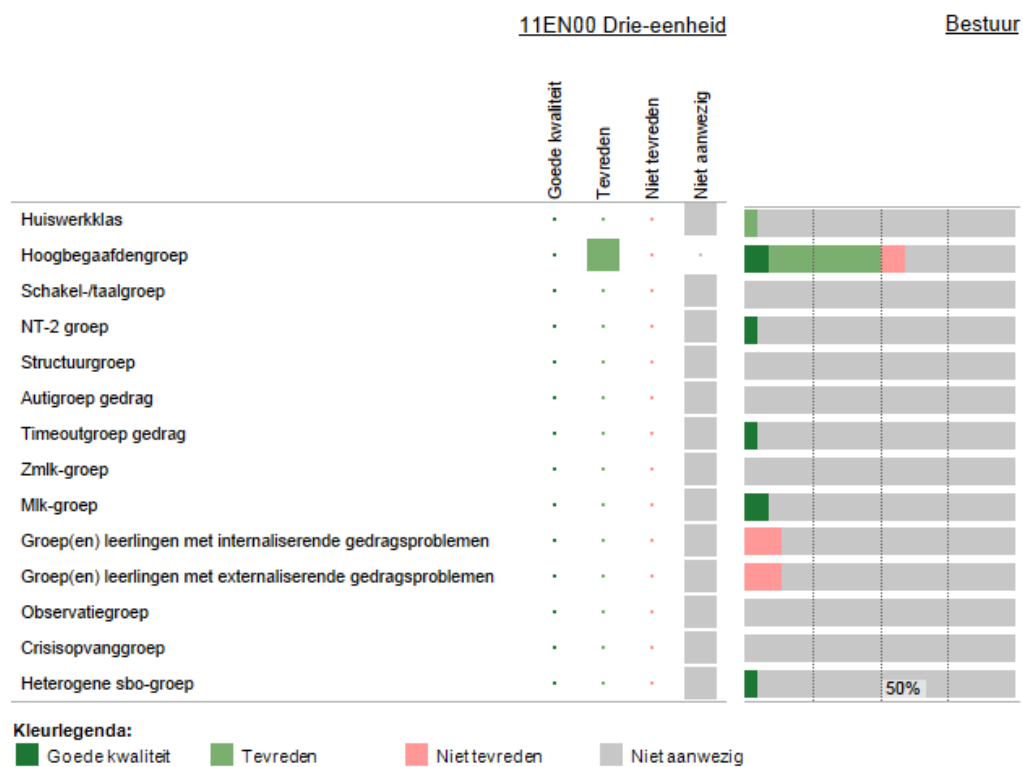 11EN00 Drie-eenheid Bestuur
Goede kwaliteit
Tevreden
Niet tevreden
Niet aanwezig
Huiswerkklas
Hoogbegaafdengroep
Schakel-/taalgroep
NT-2 groep
Structuurgroep
Autigroep gedrag
Timeoutgroep gedrag
Zmlk-groep
Mlk-groep
Groep(en) leerlingen met internaliserende gedragsproblemen
Groep(en) leerlingen met externaliserende gedragsproblemen
Observatiegroep
Crisisopvanggroep
Heterogene sbo-groep 50%
Kleurlegenda:
Goede kwaliteit Tevreden Niet tevreden Niet aanwezig